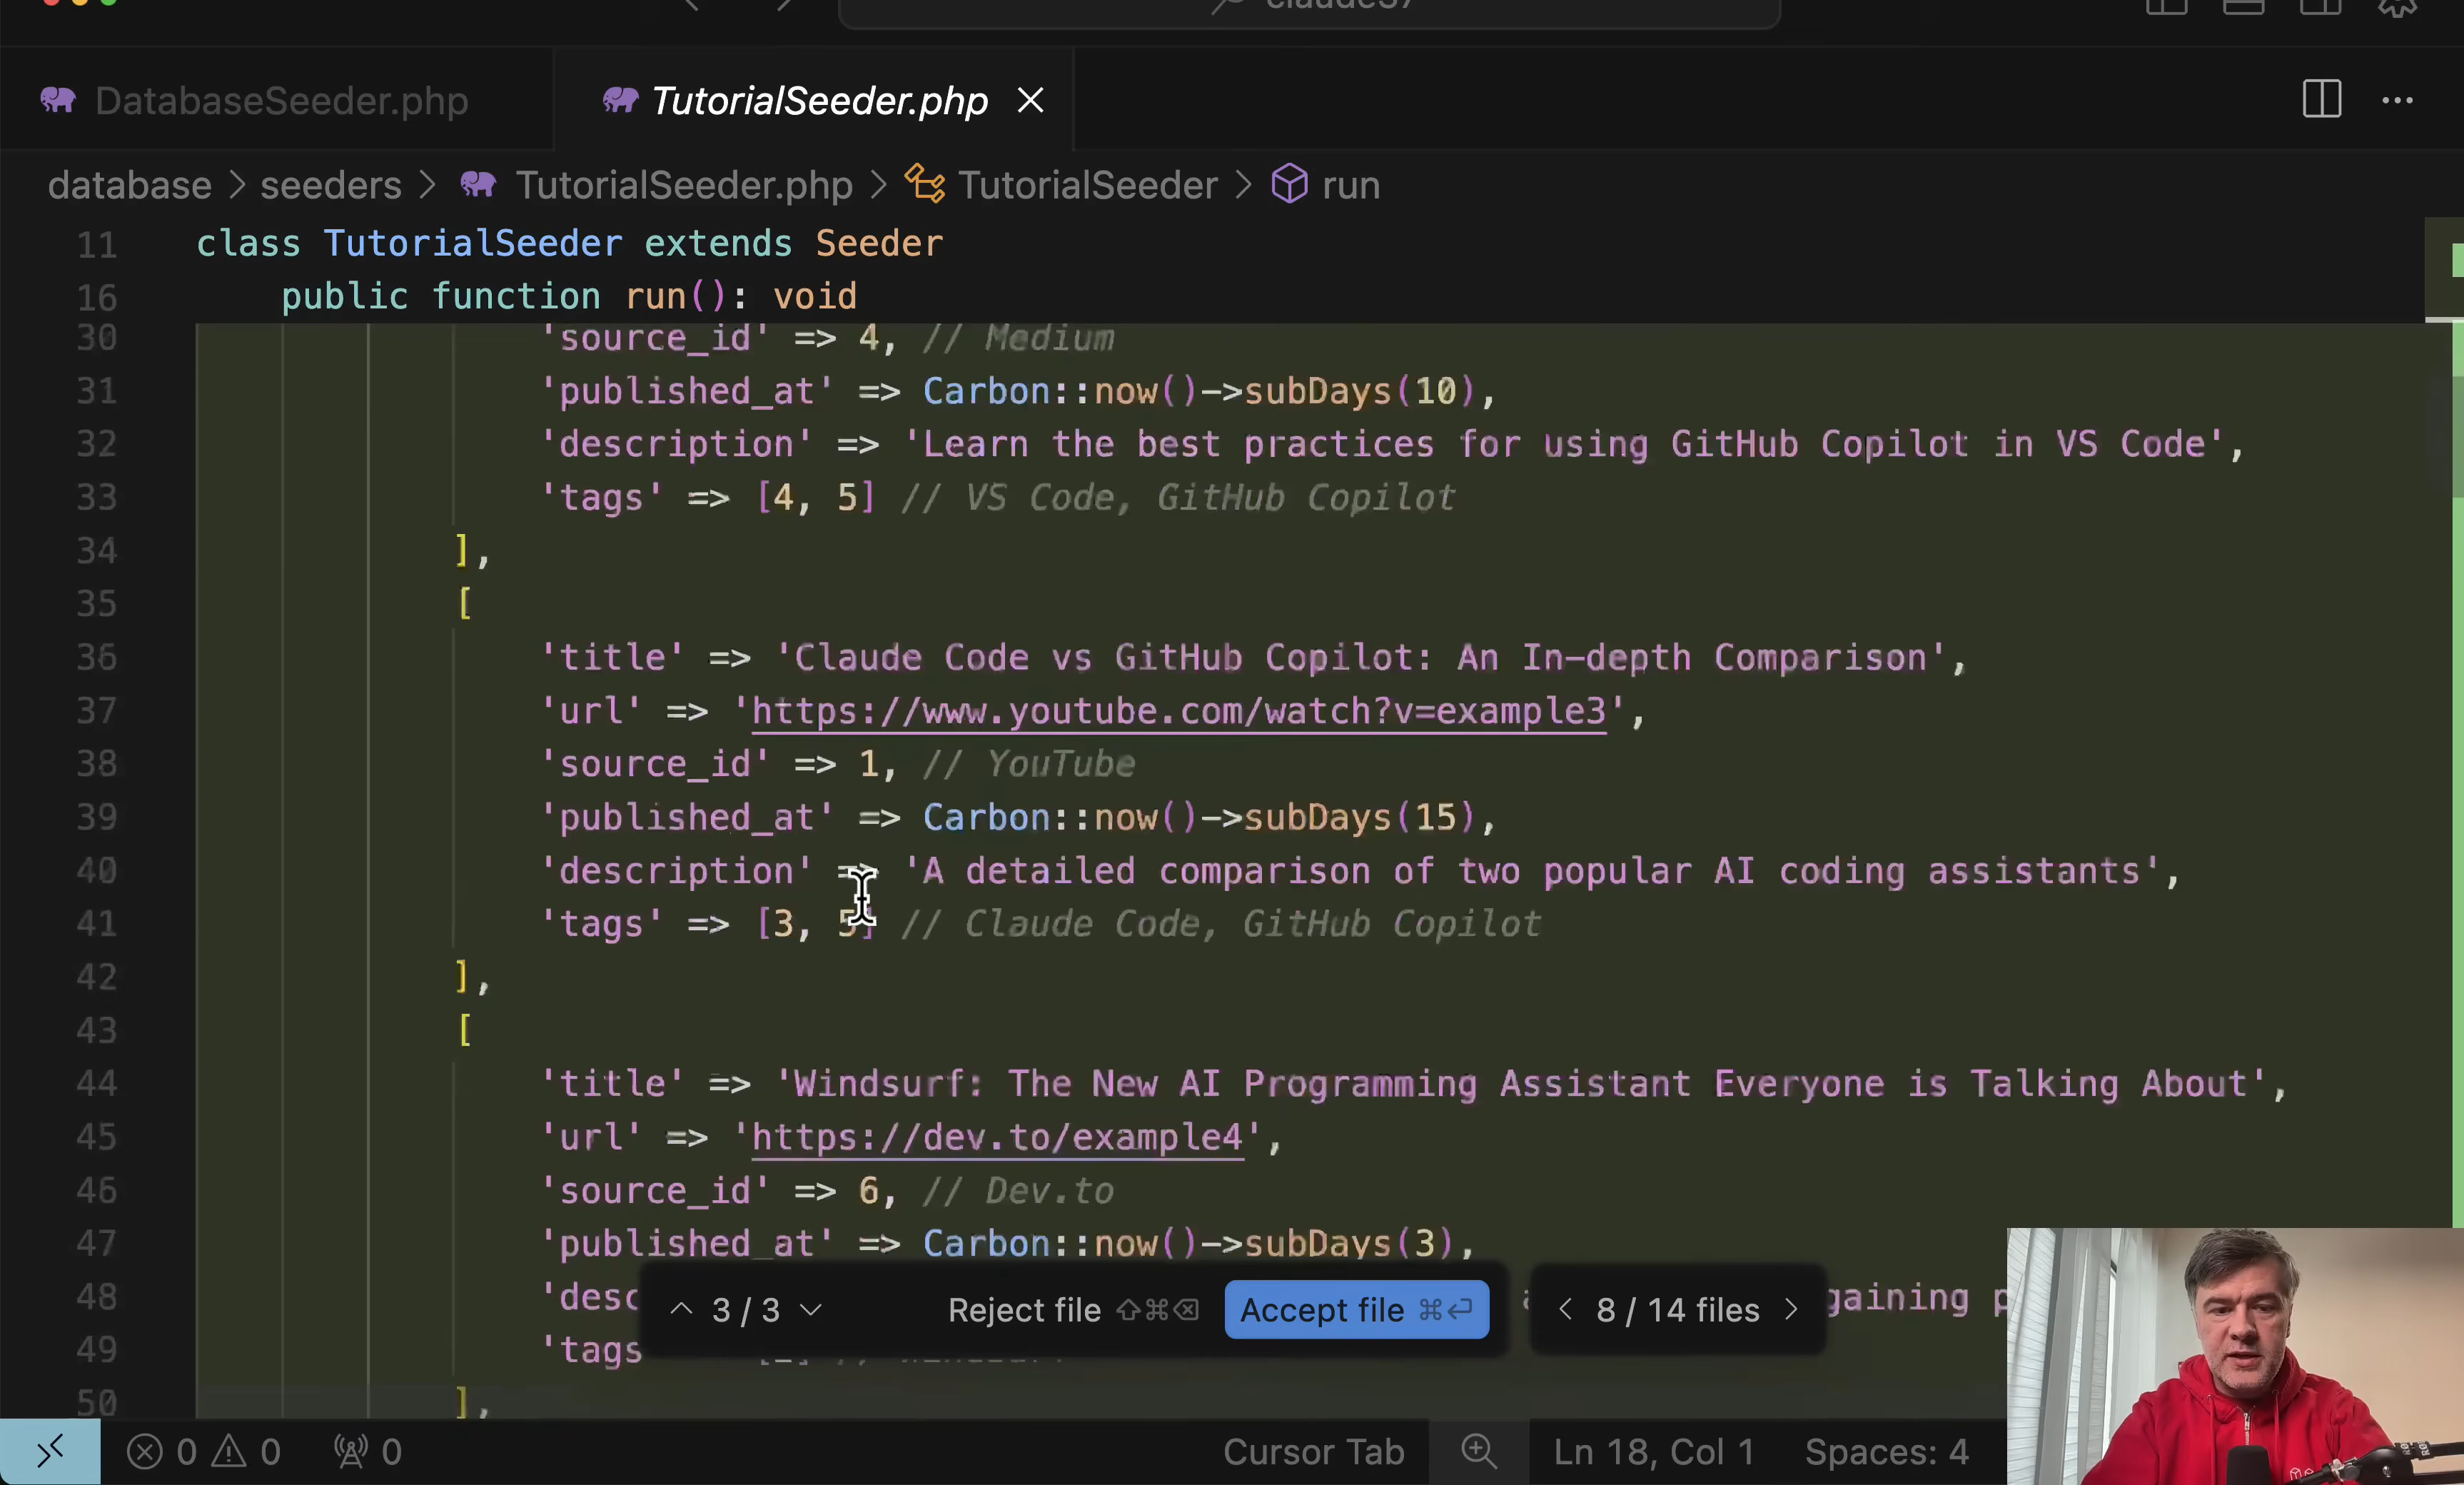 claude37
DatabaseSeeder.php
TutorialSeeder.php
database > seeders > TutorialSeeder.php > TutorialSeeder > run
11 class TutorialSeeder extends Seeder
16 public function run(): void
30 'source_id' => 4, // Medium
31 'published_at' => Carbon::now()->subDays(10),
32 'description' => 'Learn the best practices for using GitHub Copilot in VS Code',
33 'tags' => [4, 5] // VS Code, GitHub Copilot
34 ],
35 [
36 'title' => 'Claude Code vs GitHub Copilot: An In-depth Comparison',
37 'url' => 'https://www.youtube.com/watch?v=example3',
38 'source_id' => 1, // YouTube
39 'published_at' => Carbon::now()->subDays(15),
40 'description' => 'A detailed comparison of two popular AI coding assistants',
41 'tags' => [3, 5] // Claude Code, GitHub Copilot
42 ],
43 [
44 'title' => 'Windsurf: The New AI Programming Assistant Everyone is Talking About',
45 'url' => 'https://dev.to/example4',
46 'source_id' => 6, // Dev.to
47 'published_at' => Carbon::now()->subDays(3),
48 'desc gaining
49 'tags
50 ],
3 / 3 Reject file ⇧⌘⌫ Accept file ⌘⏎ 8 / 14 files
0 0 0 Cursor Tab Ln 18, Col 1 Spaces: 4